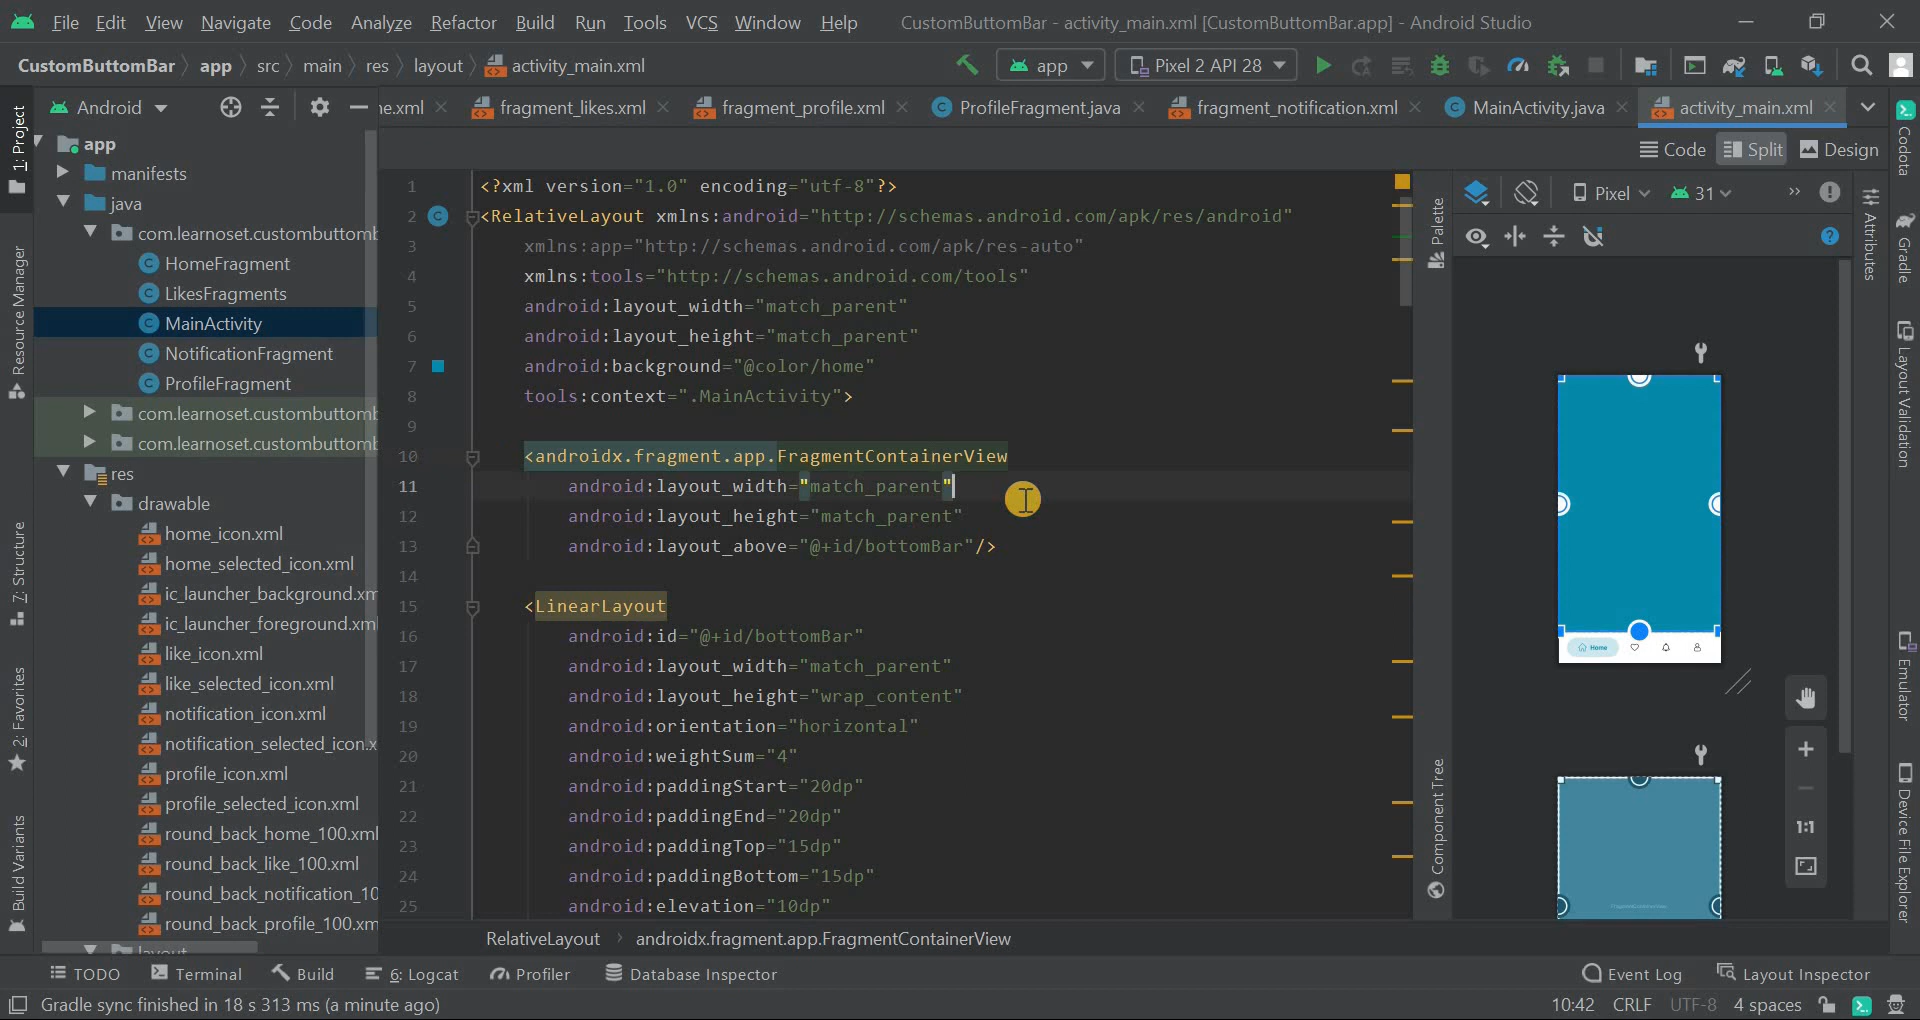 File Edit View Navigate Code Analyze Refactor Build Run Tools VCS Window Help CustomButtomBar - activity_main.xml [CustomButtomBar.app] - Android Studio
CustomButtomBar app src main res layout activity_main.xml app Pixel 2 API 28
Android ne.xml fragment_likes.xml fragment_profile.xml ProfileFragment.java fragment_notification.xml MainActivity.java activity_main.xml
Code Split Design
1: Project
Resource Manager
7: Structure
2: Favorites
Build Variants
app
manifests
java
com.learnoset.custombuttomb
HomeFragment
LikesFragments
MainActivity
NotificationFragment
ProfileFragment
com.learnoset.custombuttomb
com.learnoset.custombuttomb
res
drawable
home_icon.xml
home_selected_icon.xml
ic_launcher_background.xm
ic_launcher_foreground.xml
like_icon.xml
like_selected_icon.xml
notification_icon.xml
notification_selected_icon.x
profile_icon.xml
profile_selected_icon.xml
round_back_home_100.xml
round_back_like_100.xml
round_back_notification_10
round_back_profile_100.xm
layout
1 <?xml version="1.0" encoding="utf-8"?>
2 <RelativeLayout xmlns:android="http://schemas.android.com/apk/res/android"
3 xmlns:app="http://schemas.android.com/apk/res-auto"
4 xmlns:tools="http://schemas.android.com/tools"
5 android:layout_width="match_parent"
6 android:layout_height="match_parent"
7 android:background="@color/home"
8 tools:context=".MainActivity">
9
10 <androidx.fragment.app.FragmentContainerView
11 android:layout_width="match_parent"
12 android:layout_height="match_parent"
13 android:layout_above="@+id/bottomBar"/>
14
15 <LinearLayout
16 android:id="@+id/bottomBar"
17 android:layout_width="match_parent"
18 android:layout_height="wrap_content"
19 android:orientation="horizontal"
20 android:weightSum="4"
21 android:paddingStart="20dp"
22 android:paddingEnd="20dp"
23 android:paddingTop="15dp"
24 android:paddingBottom="15dp"
25 android:elevation="10dp"
RelativeLayout androidx.fragment.app.FragmentContainerView
Palette
Component Tree
Pixel 31 »
Home
1:1
Attributes
Codota
Gradle
Layout Validation
Emulator
Device File Explorer
TODO Terminal Build 6: Logcat Profiler Database Inspector Event Log Layout Inspector
Gradle sync finished in 18 s 313 ms (a minute ago) 10:42 CRLF UTF-8 4 spaces